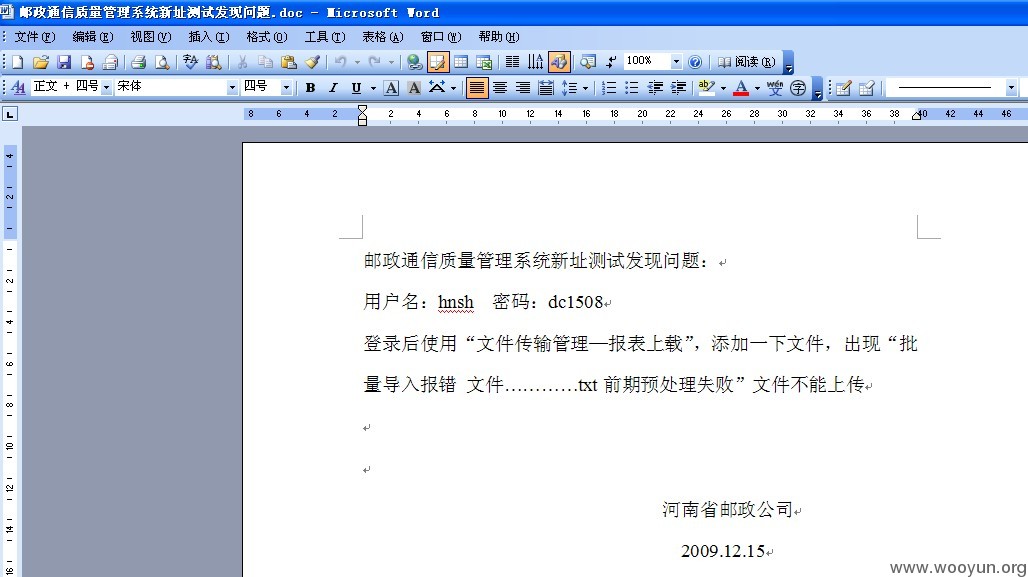 邮政通信质量管理系统新址测试发现问题.doc - Microsoft Word
文件(F) 编辑(E) 视图(V) 插入(I) 格式(O) 工具(T) 表格(A) 窗口(W) 帮助(H)
100% 阅读(R)
正文 + 四号 宋体 四号 B I U A A A ab A wén 字
8 6 4 2 2 4 6 8 10 12 14 16 18 20 22 24 26 28 30 32 34 36 38 40 42 44 46
邮政通信质量管理系统新址测试发现问题：
用户名：hnsh 密码：dc1508
登录后使用“文件传输管理—报表上载”，添加一下文件，出现“批
量导入报错 文件…………txt 前期预处理失败”文件不能上传
河南省邮政公司
2009.12.15
www.wooyun.org